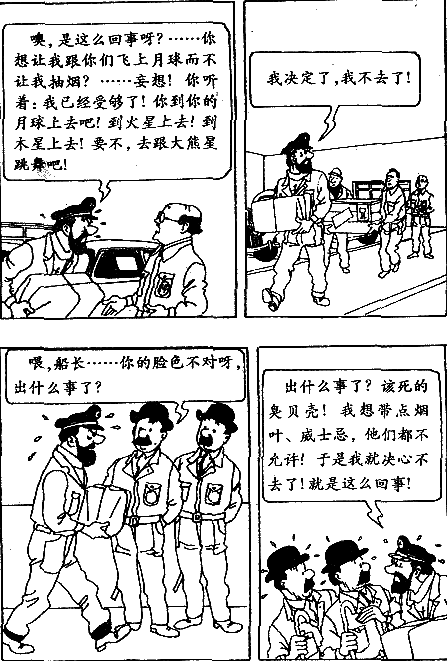 噢,是这么回事呀?……你
想让我跟你们飞上月球而不
让我抽烟?……妄想!你听
着:我已经受够了!你到你的
月球上去吧!到火星上去!到
木星上去!要不,去跟大熊星
跳舞吧!
我决定了,我不去了!
喂,船长……你的脸色不对呀,
出什么事了?
出什么事了?该死的
臭贝壳!我想带点烟
叶、威士忌,他们都不
允许!于是我就决心不
去了!就是这么回事!